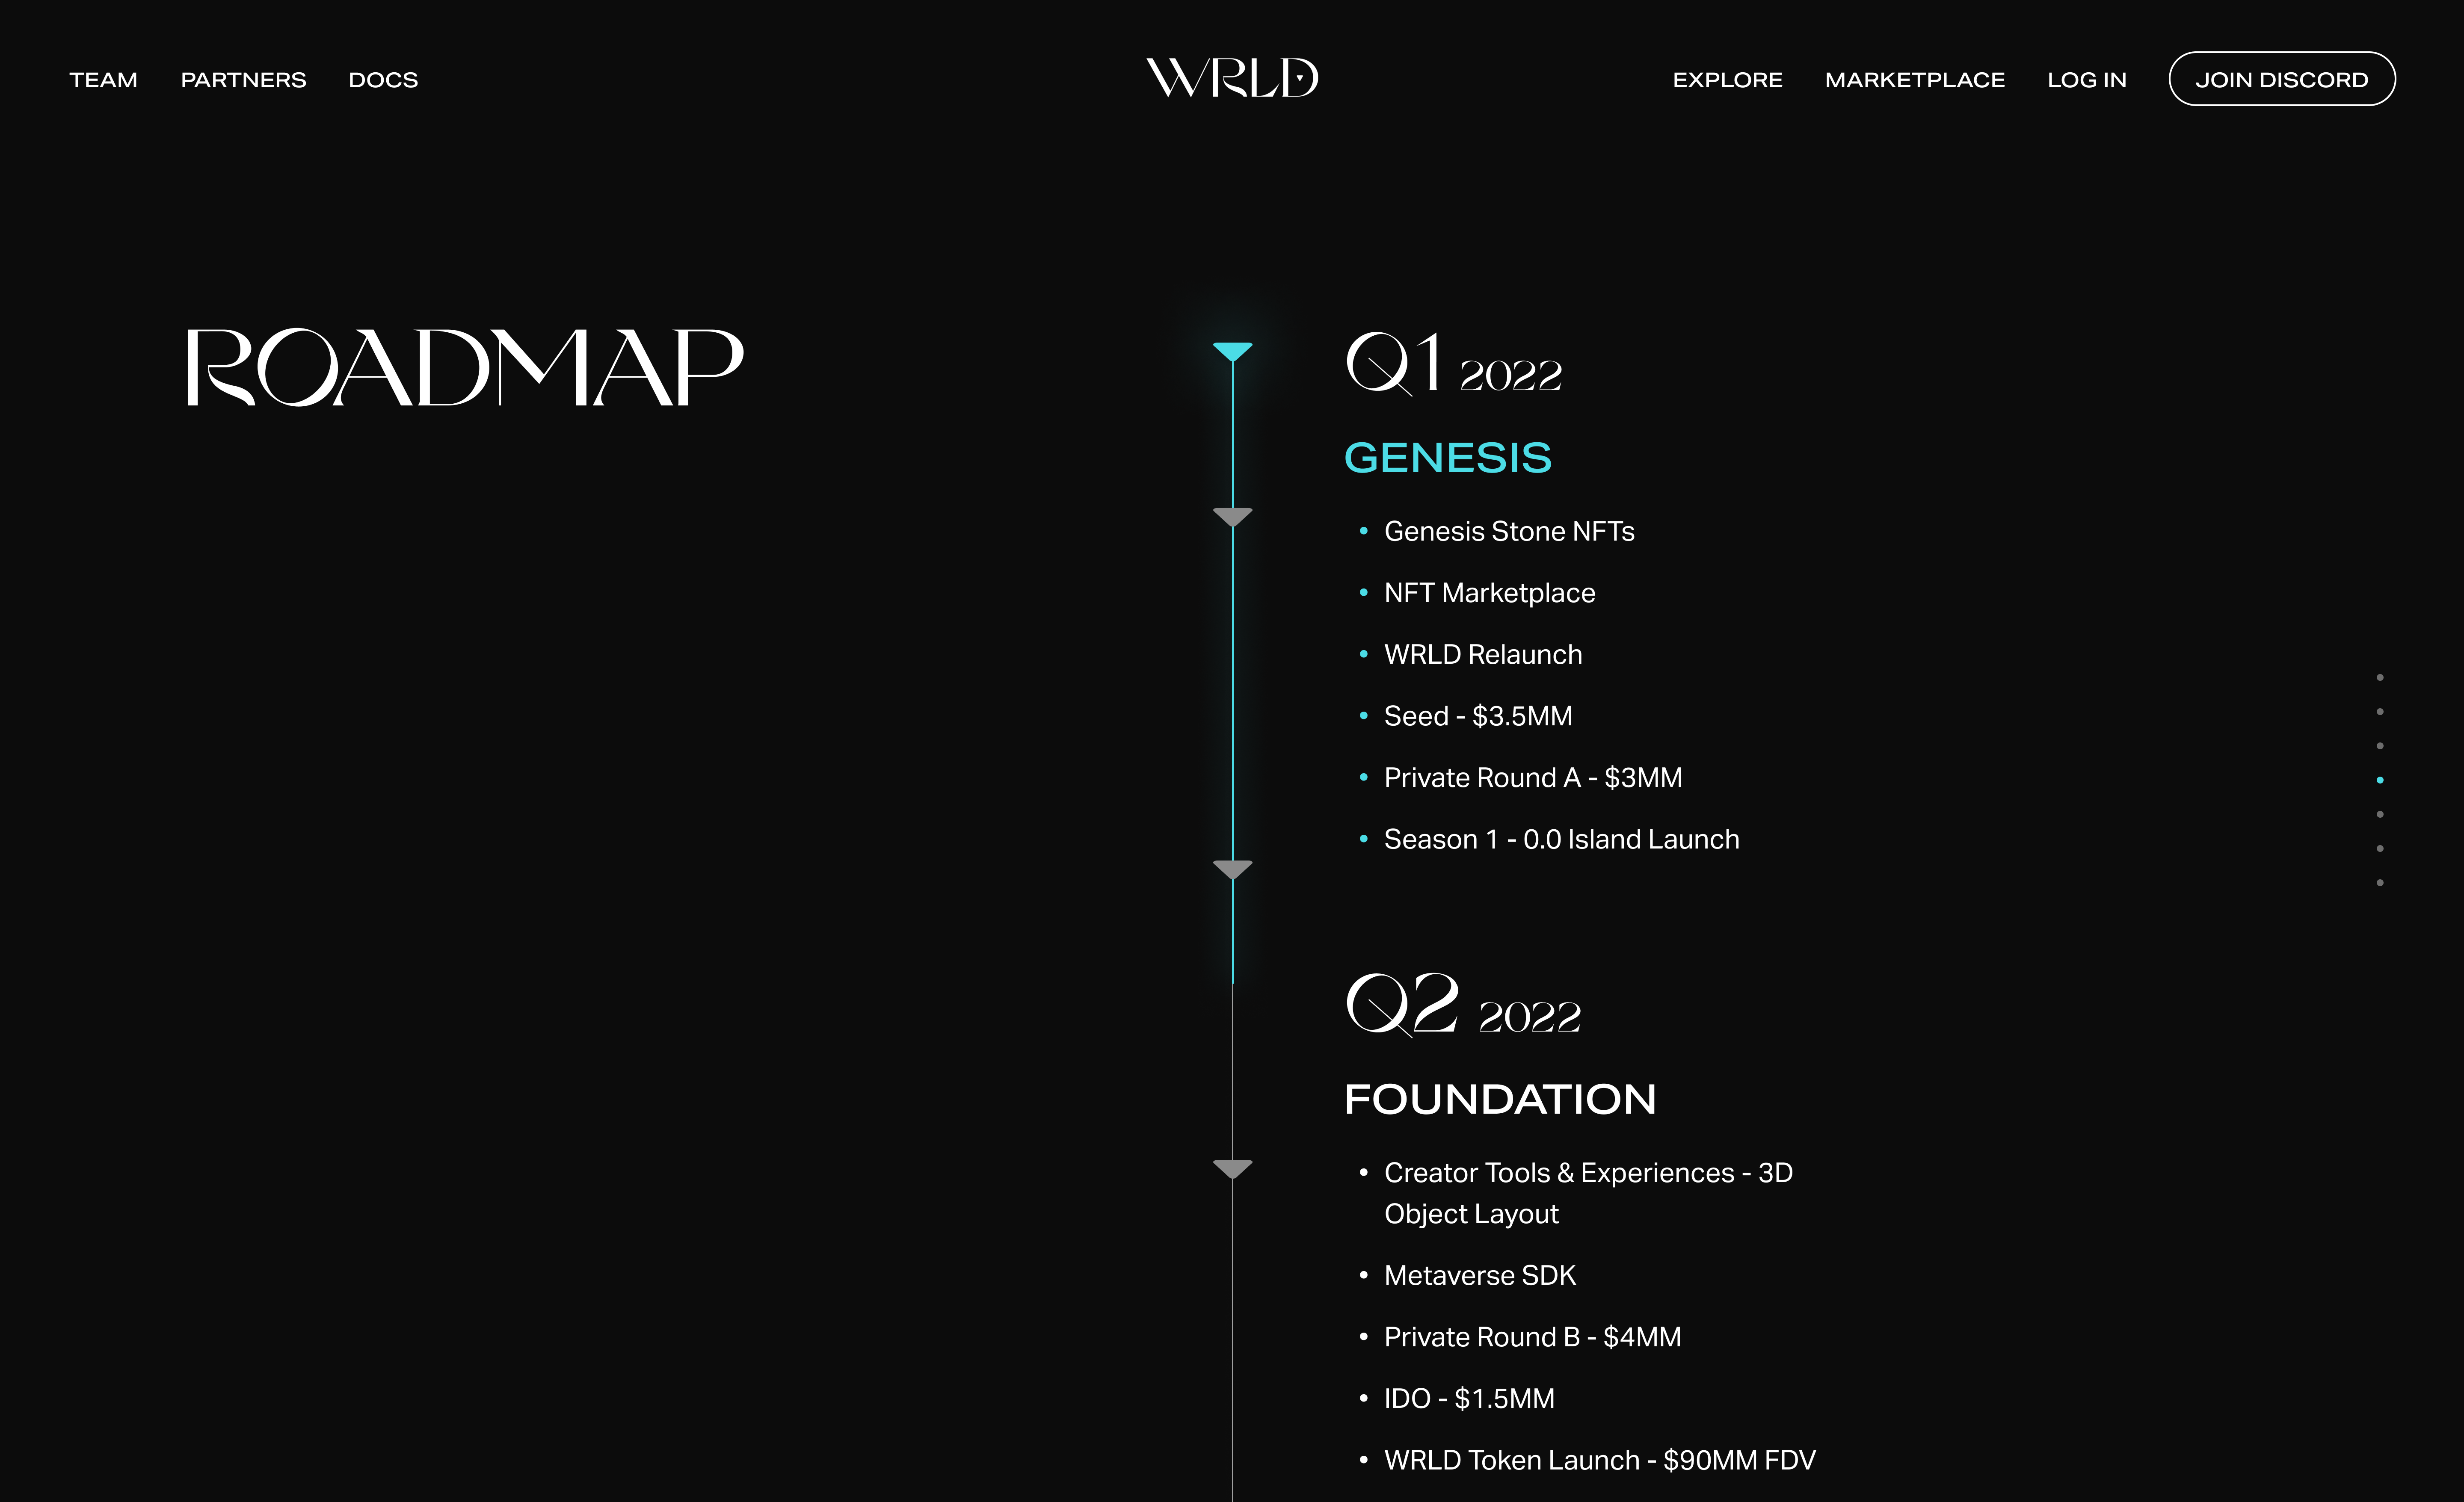 TEAM PARTNERS DOCS WRLD EXPLORE MARKETPLACE LOG IN JOIN DISCORD
ROADMAP
Q1 2022
GENESIS
• Genesis Stone NFTs
• NFT Marketplace
• WRLD Relaunch
• Seed - $3.5MM
• Private Round A - $3MM
• Season 1 - 0.0 Island Launch
Q2 2022
FOUNDATION
• Creator Tools & Experiences - 3D
Object Layout
• Metaverse SDK
• Private Round B - $4MM
• IDO - $1.5MM
• WRLD Token Launch - $90MM FDV